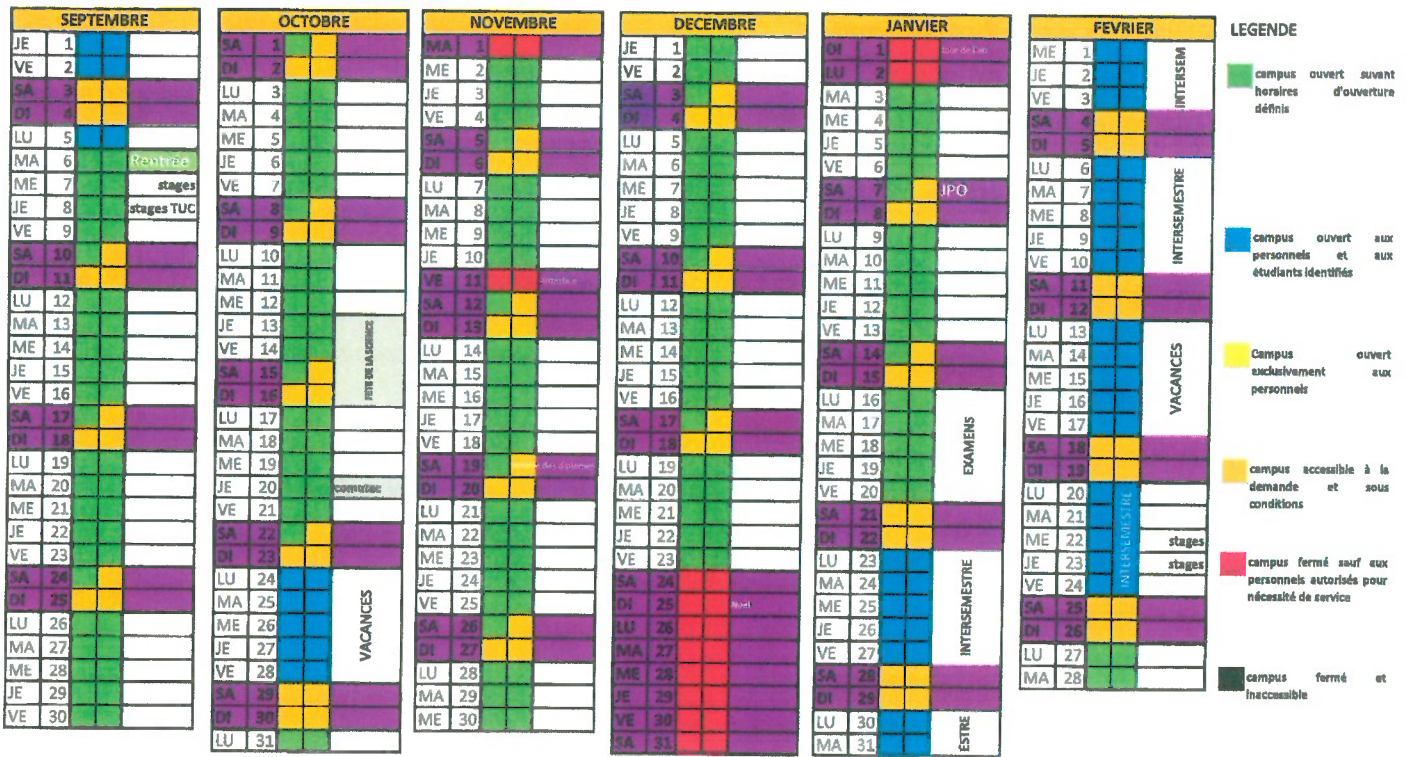 SEPTEMBRE
JE 1
VE 2
SA 3
DI 4
LU 5
MA 6 Rentrée
ME 7 stages
JE 8 stages TUC
VE 9
SA 10
DI 11
LU 12
MA 13
ME 14
JE 15
VE 16
SA 17
DI 18
LU 19
MA 20
ME 21
JE 22
VE 23
SA 24
DI 25
LU 26
MA 27
ME 28
JE 29
VE 30
OCTOBRE
SA 1
DI 2
LU 3
MA 4
ME 5
JE 6
VE 7
SA 8
DI 9
LU 10
MA 11
ME 12
JE 13
VE 14
SA 15
DI 16
FETE DE LA SCIENCE
LU 17
MA 18
ME 19
JE 20 comutec
VE 21
SA 22
DI 23
LU 24
MA 25
ME 26
JE 27
VE 28
VACANCES
SA 29
DI 30
LU 31
NOVEMBRE
MA 1
ME 2
JE 3
VE 4
SA 5
DI 6
LU 7
MA 8
ME 9
JE 10
VE 11
SA 12
DI 13
LU 14
MA 15
ME 16
JE 17
VE 18
SA 19 des diplomes
DI 20
LU 21
MA 22
ME 23
JE 24
VE 25
SA 26
DI 27
LU 28
MA 29
ME 30
DECEMBRE
JE 1
VE 2
SA 3
DI 4
LU 5
MA 6
ME 7
JE 8
VE 9
SA 10
DI 11
LU 12
MA 13
ME 14
JE 15
VE 16
SA 17
DI 18
LU 19
MA 20
ME 21
JE 22
VE 23
SA 24
DI 25 Noel
LU 26
MA 27
ME 28
JE 29
VE 30
SA 31
JANVIER
DI 1 Jour de l'an
LU 2
MA 3
ME 4
JE 5
VE 6
SA 7 JPO
DI 8
LU 9
MA 10
ME 11
JE 12
VE 13
SA 14
DI 15
LU 16
MA 17
ME 18
JE 19
VE 20
EXAMENS
SA 21
DI 22
LU 23
MA 24
ME 25
JE 26
VE 27
INTERSEMESTRE
SA 28
DI 29
LU 30
MA 31
ESTRE
FEVRIER
ME 1
JE 2
VE 3
INTERSEM
SA 4
DI 5
LU 6
MA 7
ME 8
JE 9
VE 10
INTERSEMESTRE
SA 11
DI 12
LU 13
MA 14
ME 15
JE 16
VE 17
VACANCES
SA 18
DI 19
LU 20
MA 21
ME 22 stages
JE 23 stages
VE 24
INTERSEMESTRE
SA 25
DI 26
LU 27
MA 28
LEGENDE
campus ouvert suvant
horaires d'ouverture
définis
campus ouvert aux
personnels et aux
étudiants identifiés
Campus ouvert
exclusivement aux
personnels
campus accessible à la
demande et sous
conditions
campus fermé sauf aux
personnels autorisés pour
nécessité de service
campus fermé et
inaccessible